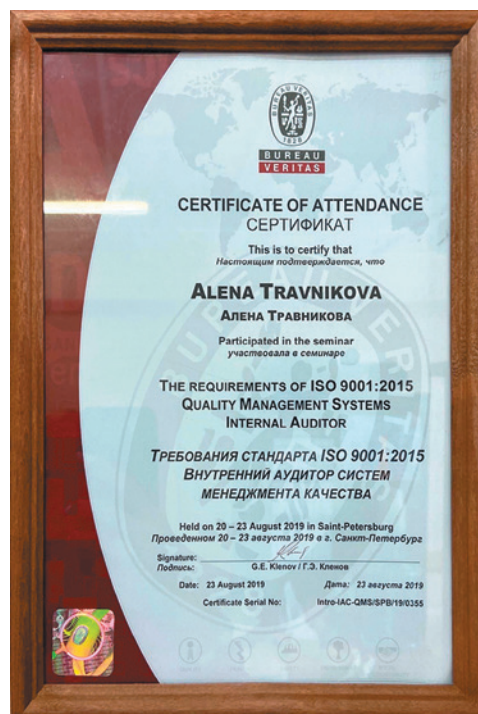 BUREAU VERITAS
1828
BUREAU
VERITAS
CERTIFICATE OF ATTENDANCE
СЕРТИФИКАТ
This is to certify that
Настоящим подтверждается, что
ALENA TRAVNIKOVA
АЛЕНА ТРАВНИКОВА
Participated in the seminar
участвовала в семинаре
THE REQUIREMENTS OF ISO 9001:2015
QUALITY MANAGEMENT SYSTEMS
INTERNAL AUDITOR
ТРЕБОВАНИЯ СТАНДАРТА ISO 9001:2015
ВНУТРЕННИЙ АУДИТОР СИСТЕМ
МЕНЕДЖМЕНТА КАЧЕСТВА
Held on 20 – 23 August 2019 in Saint-Petersburg
Проведенном 20 – 23 августа 2019 в г. Санкт-Петербург
Signature:
Подпись:
G.E. Klenov / Г.Э. Кленов
Date: 23 August 2019 Дата: 23 августа 2019
Certificate Serial No: Intro-IAC-QMS/SPB/19/0355